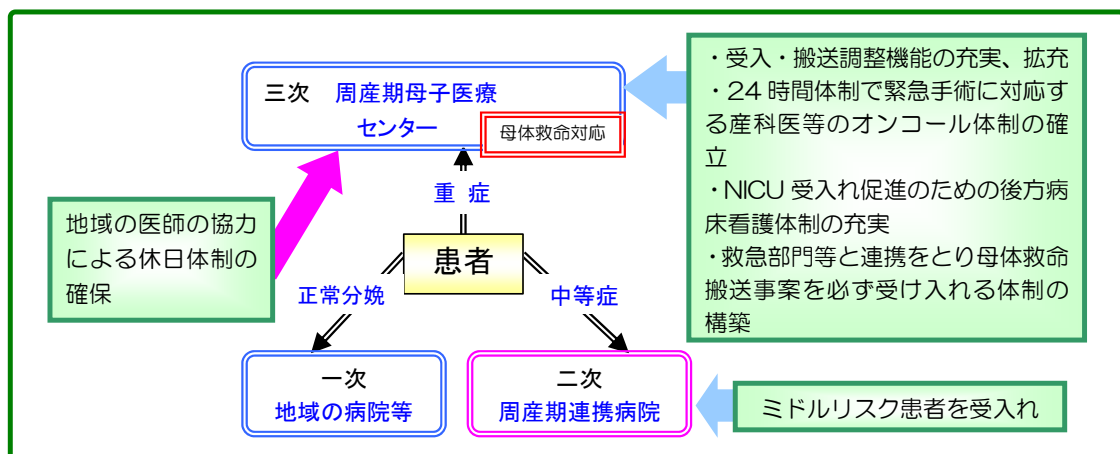 三次 周産期母子医療
センター
母体救命対応
・受入・搬送調整機能の充実、拡充
・24時間体制で緊急手術に対応す
る産科医等のオンコール体制の確
立
・NICU 受入れ促進のための後方病
床看護体制の充実
・救急部門等と連携をとり母体救命
搬送事案を必ず受け入れる体制の
構築
重 症
地域の医師の協力
による休日体制の
確保
患者
正常分娩
中等症
一次
地域の病院等
二次
周産期連携病院
ミドルリスク患者を受入れ